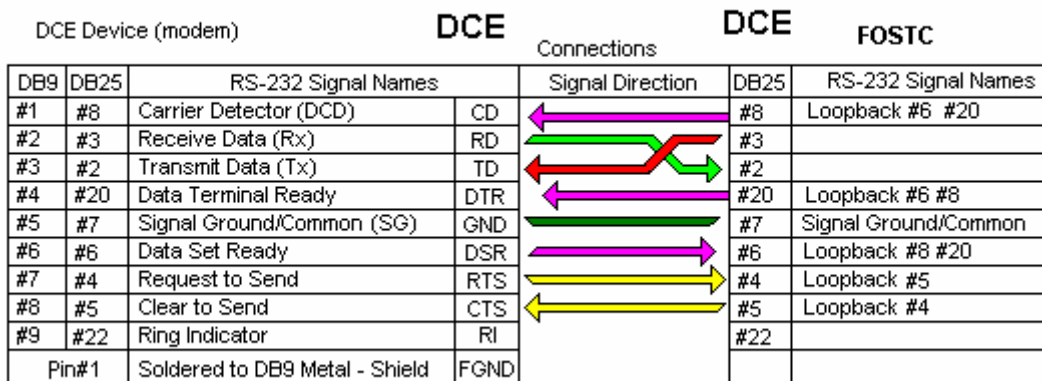 DCE Device (modem) DCE Connections DCE FOSTC
DB9 DB25 RS-232 Signal Names Signal Direction DB25 RS-232 Signal Names
#1 #8 Carrier Detector (DCD) CD #8 Loopback #6 #20
#2 #3 Receive Data (Rx) RD #3
#3 #2 Transmit Data (Tx) TD #2
#4 #20 Data Terminal Ready DTR #20 Loopback #6 #8
#5 #7 Signal Ground/Common (SG) GND #7 Signal Ground/Common
#6 #6 Data Set Ready DSR #6 Loopback #8 #20
#7 #4 Request to Send RTS #4 Loopback #5
#8 #5 Clear to Send CTS #5 Loopback #4
#9 #22 Ring Indicator RI #22
Pin#1 Soldered to DB9 Metal - Shield FGND